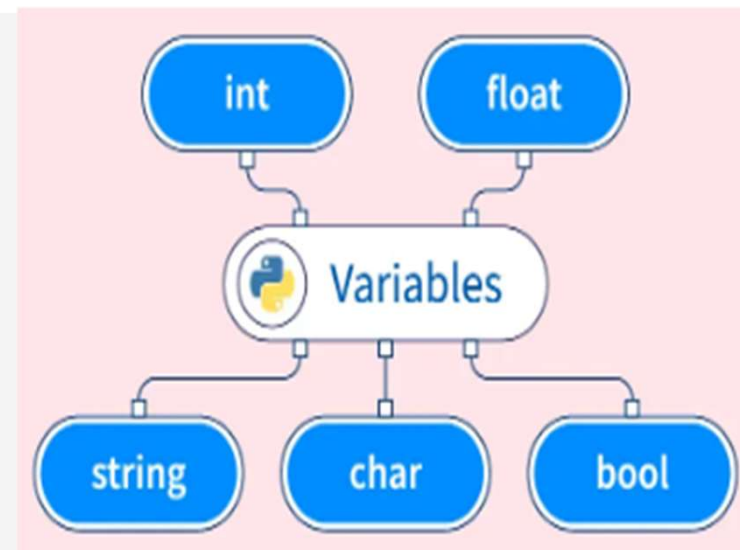 int
float
Variables
string
char
bool